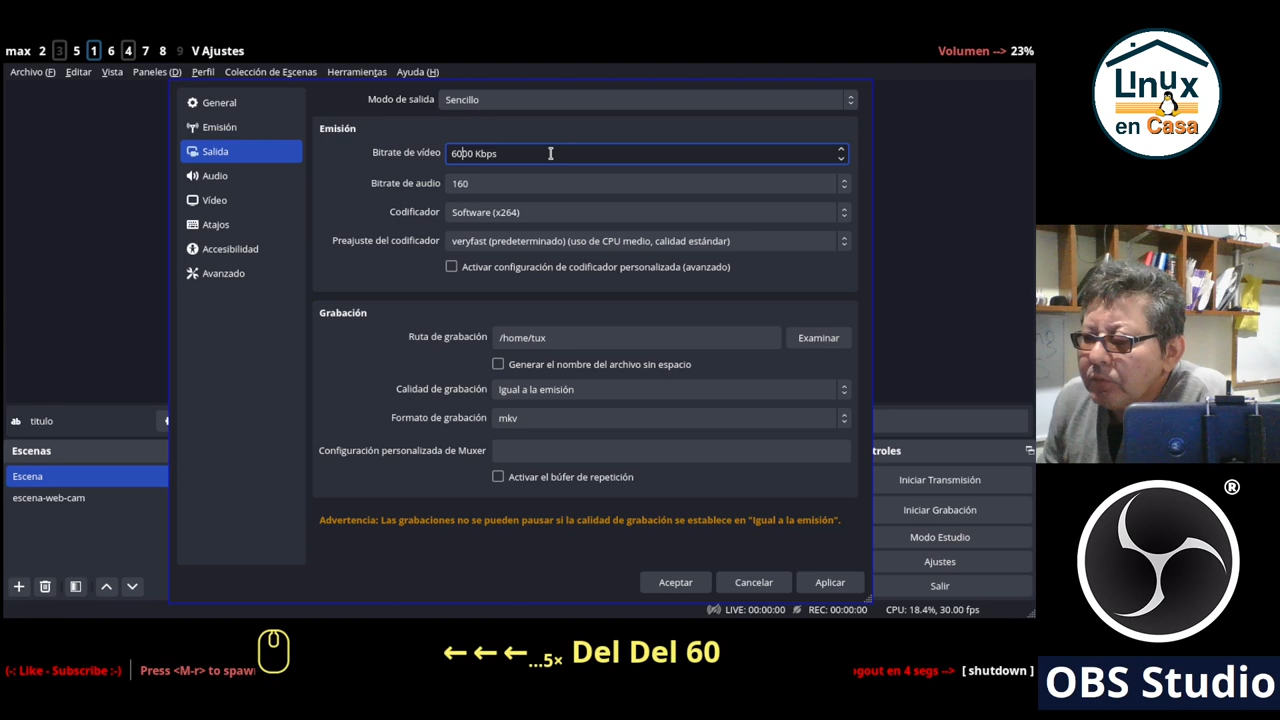 max 2 3 5 1 6 4 7 8 9 V Ajustes
Volumen --> 23%
Archivo (F) Editar Vista Paneles (D) Perfil Colección de Escenas Herramientas Ayuda (H)
General
Emisión
Salida
Audio
Vídeo
Atajos
Accesibilidad
Avanzado
Modo de salida Sencillo
Emisión
Bitrate de vídeo 6000 Kbps
Bitrate de audio 160
Codificador Software (x264)
Preajuste del codificador veryfast (predeterminado) (uso de CPU medio, calidad estándar)
Activar configuración de codificador personalizada (avanzado)
Grabación
Ruta de grabación /home/tux Examinar
Generar el nombre del archivo sin espacio
Calidad de grabación Igual a la emisión
Formato de grabación mkv
Configuración personalizada de Muxer
Activar el búfer de repetición
Advertencia: Las grabaciones no se pueden pausar si la calidad de grabación se establece en "Igual a la emisión".
Aceptar Cancelar Aplicar
ab titulo
Escenas
Escena
escena-web-cam
troles
Iniciar Transmisión
Iniciar Grabación
Modo Estudio
Ajustes
Salir
LIVE: 00:00:00 REC: 00:00:00 CPU: 18.4%, 30.00 fps
←←←...5× Del Del 60
(-: Like - Subscribe :-) Press <M-r> to spaw
gout en 4 segs --> [ shutdown ]
Linux
en Casa
®
OBS Studio